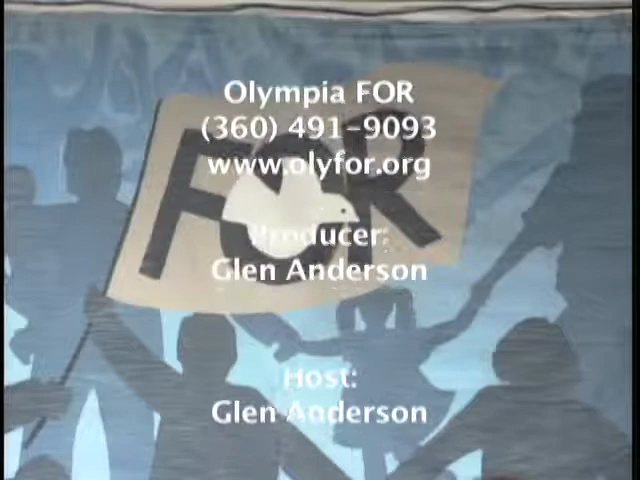 Olympia FOR
(360) 491-9093
www.olyfor.org
FOR
Producer:
Glen Anderson
Host:
Glen Anderson